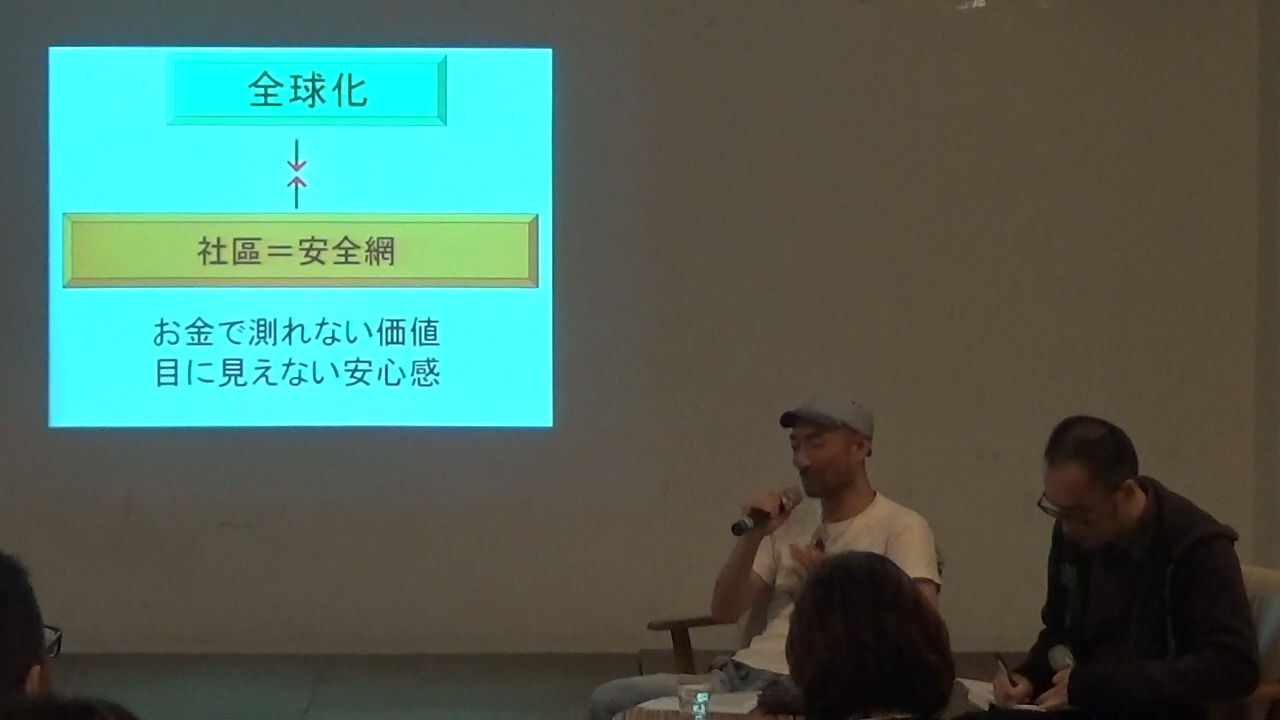 全球化
社區＝安全網
お金で測れない価値
目に見えない安心感